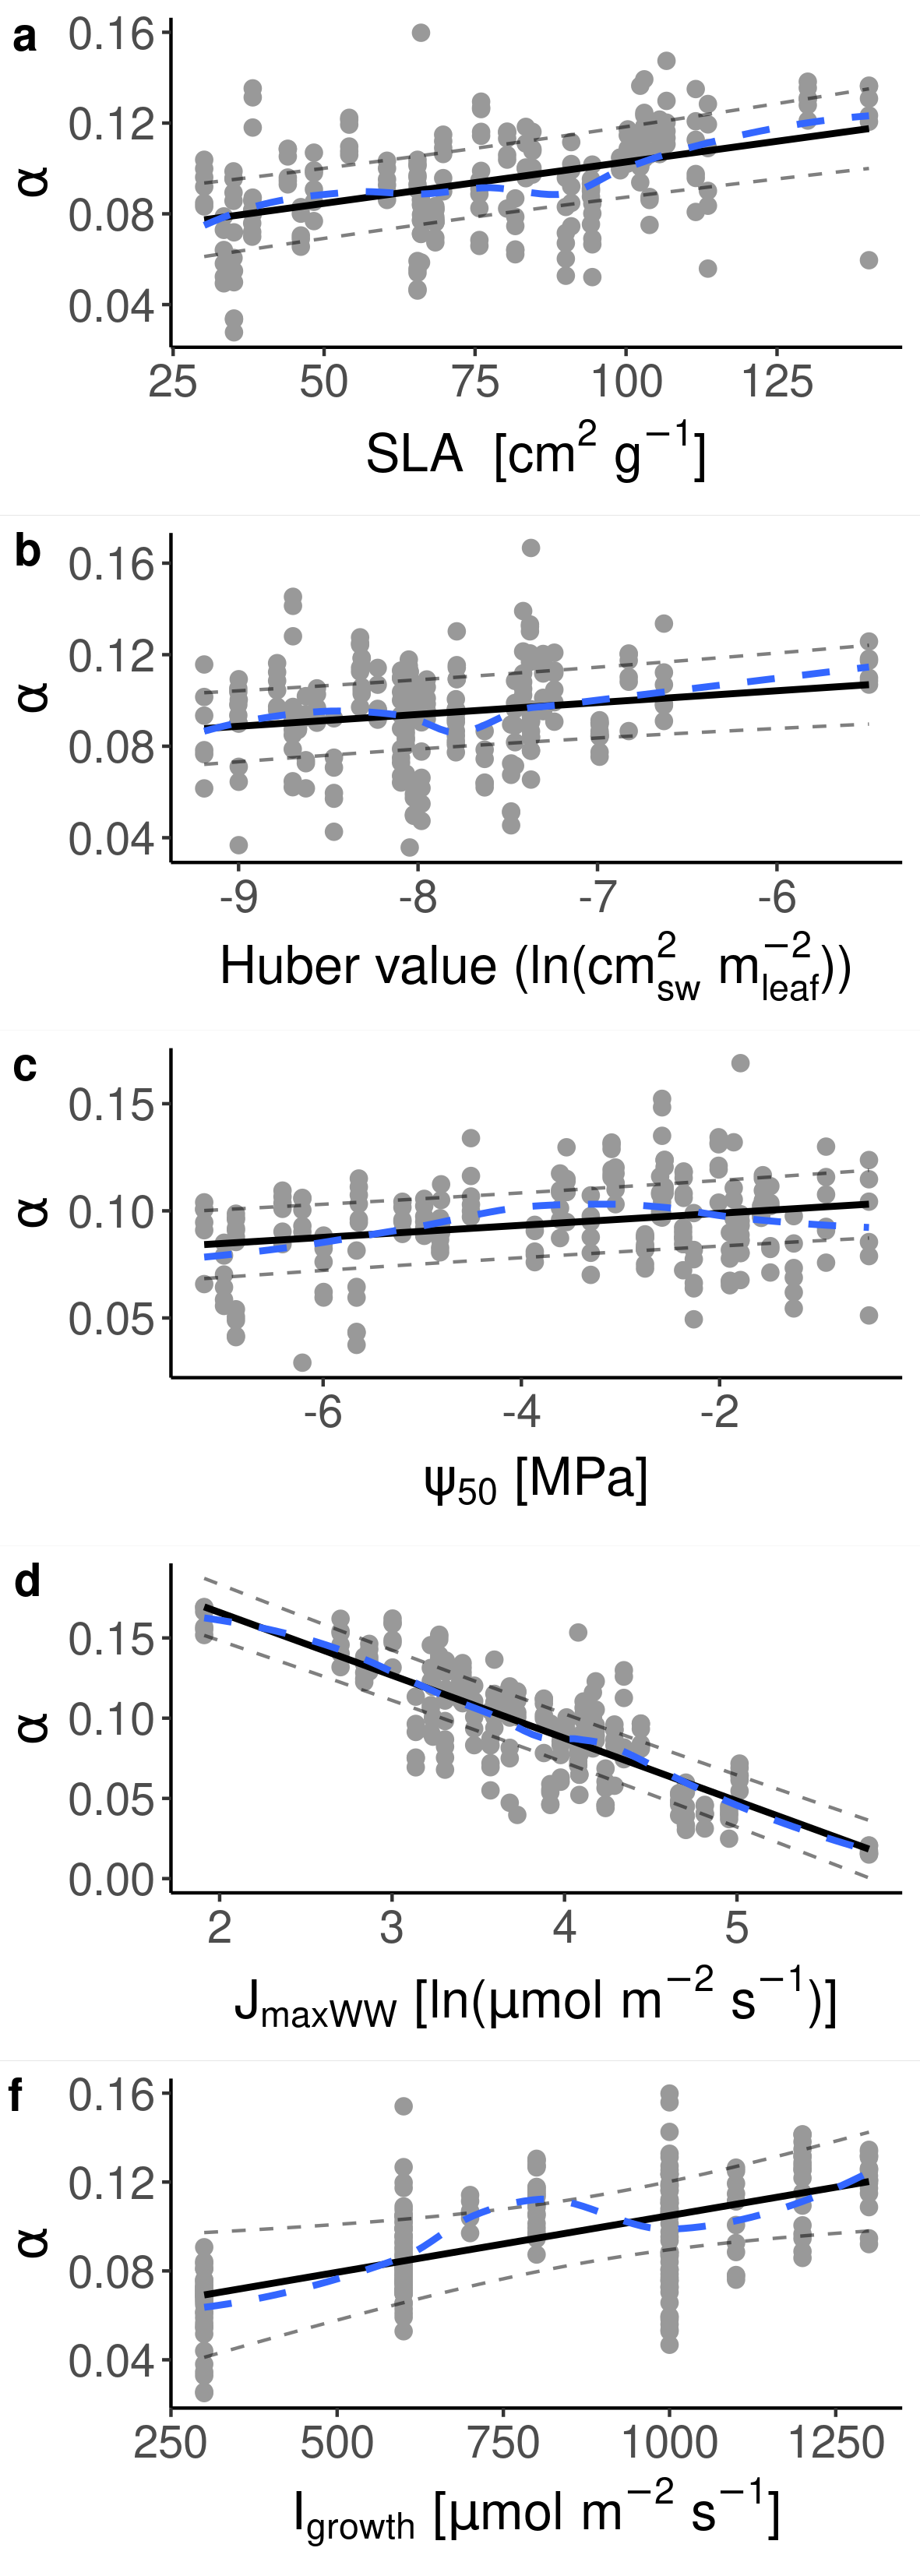 a
0.16
0.12
0.08
0.04
α
25 50 75 100 125
SLA [cm² g⁻¹]
b
0.16
0.12
0.08
0.04
α
-9 -8 -7 -6
Huber value (ln(cm²sw m⁻²leaf))
c
0.15
0.10
0.05
α
-6 -4 -2
ψ50 [MPa]
d
0.15
0.10
0.05
0.00
α
2 3 4 5
JmaxWW [ln(μmol m⁻² s⁻¹)]
f
0.16
0.12
0.08
0.04
α
250 500 750 1000 1250
Igrowth [μmol m⁻² s⁻¹]